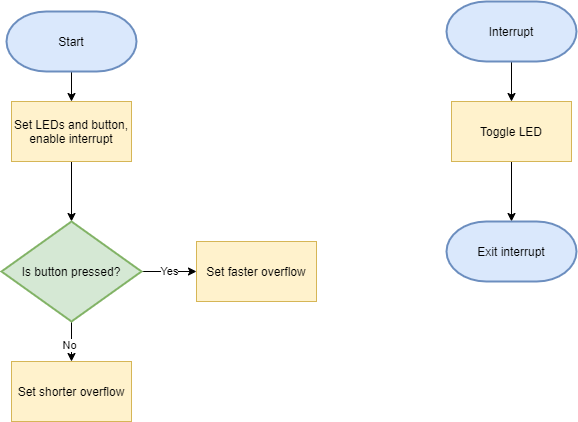 Start
Set LEDs and button,
enable interrupt
Is button pressed?
Yes
Set faster overflow
No
Set shorter overflow
Interrupt
Toggle LED
Exit interrupt